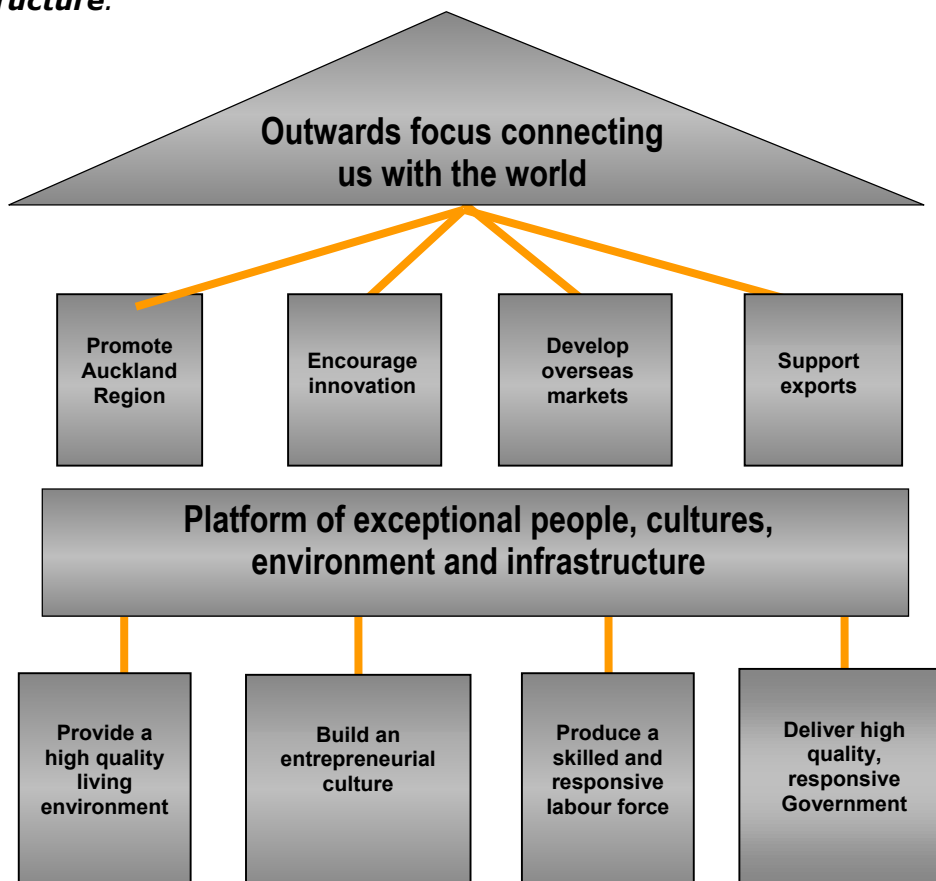 ructure.
Outwards focus connecting
us with the world
Promote
Auckland
Region
Encourage
innovation
Develop
overseas
markets
Support
exports
Platform of exceptional people, cultures,
environment and infrastructure
Provide a
high quality
living
environment
Build an
entrepreneurial
culture
Produce a
skilled and
responsive
labour force
Deliver high
quality,
responsive
Government